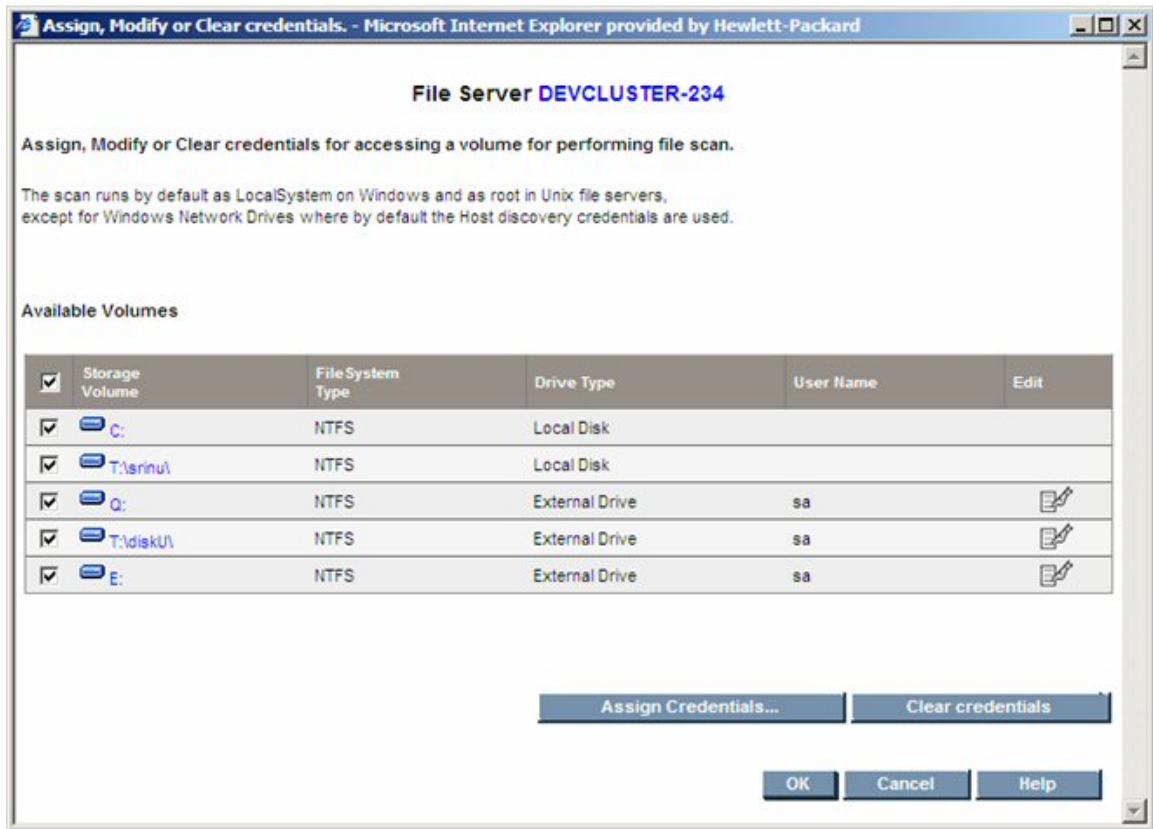 Assign, Modify or Clear credentials. - Microsoft Internet Explorer provided by Hewlett-Packard
File Server DEVCLUSTER-234
Assign, Modify or Clear credentials for accessing a volume for performing file scan.
The scan runs by default as LocalSystem on Windows and as root in Unix file servers,
except for Windows Network Drives where by default the Host discovery credentials are used.
Available Volumes
Storage Volume FileSystem Type Drive Type User Name Edit
C: NTFS Local Disk
T:\srinu\ NTFS Local Disk
Q: NTFS External Drive sa
T:\diskU\ NTFS External Drive sa
E: NTFS External Drive sa
Assign Credentials... Clear credentials
OK Cancel Help